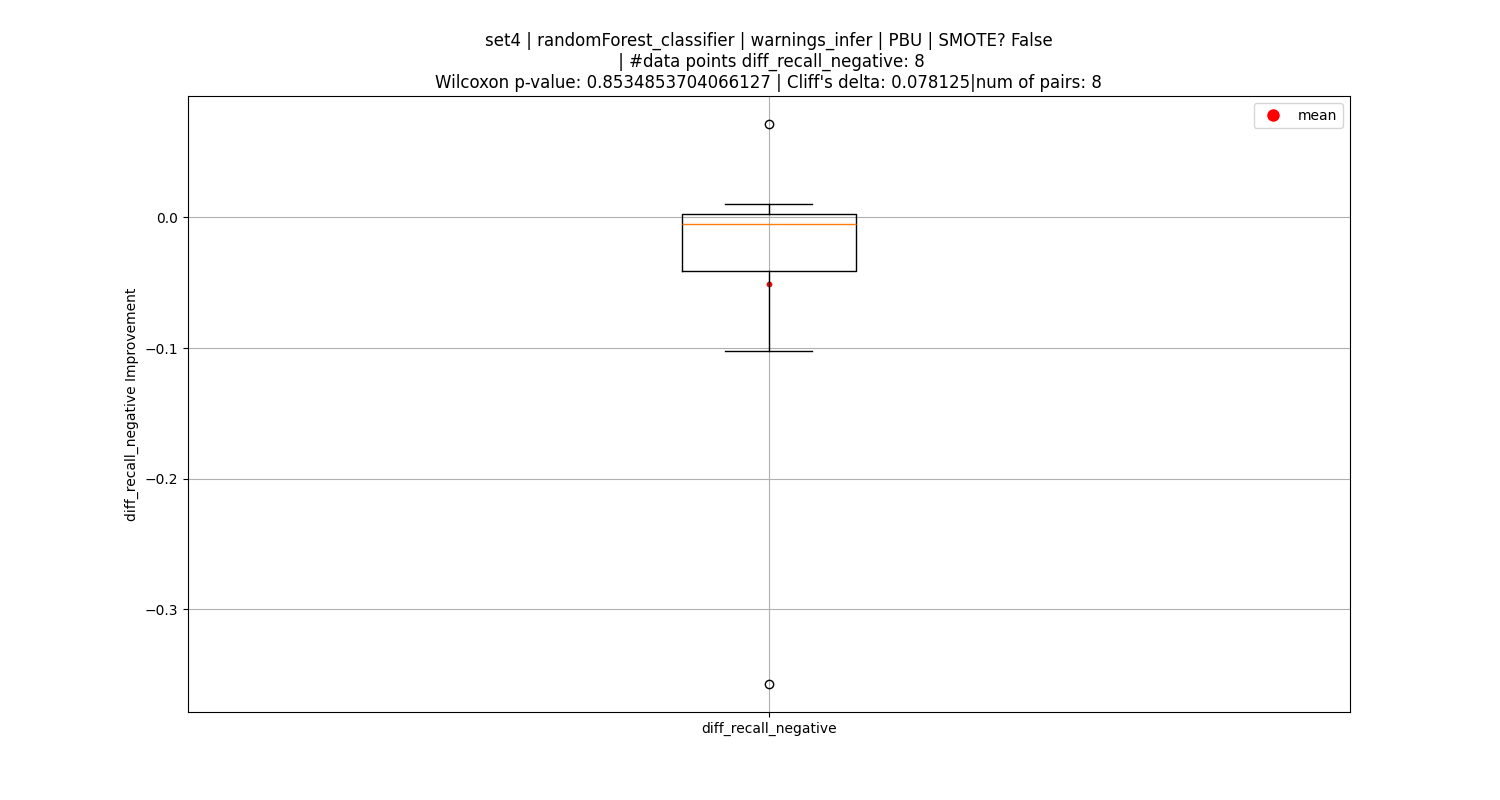 set4 | randomForest_classifier | warnings_infer | PBU | SMOTE? False
| #data points diff_recall_negative: 8
Wilcoxon p-value: 0.8534853704066127 | Cliff's delta: 0.078125|num of pairs: 8
mean
0.0
−0.1
−0.2
−0.3
diff_recall_negative Improvement
diff_recall_negative